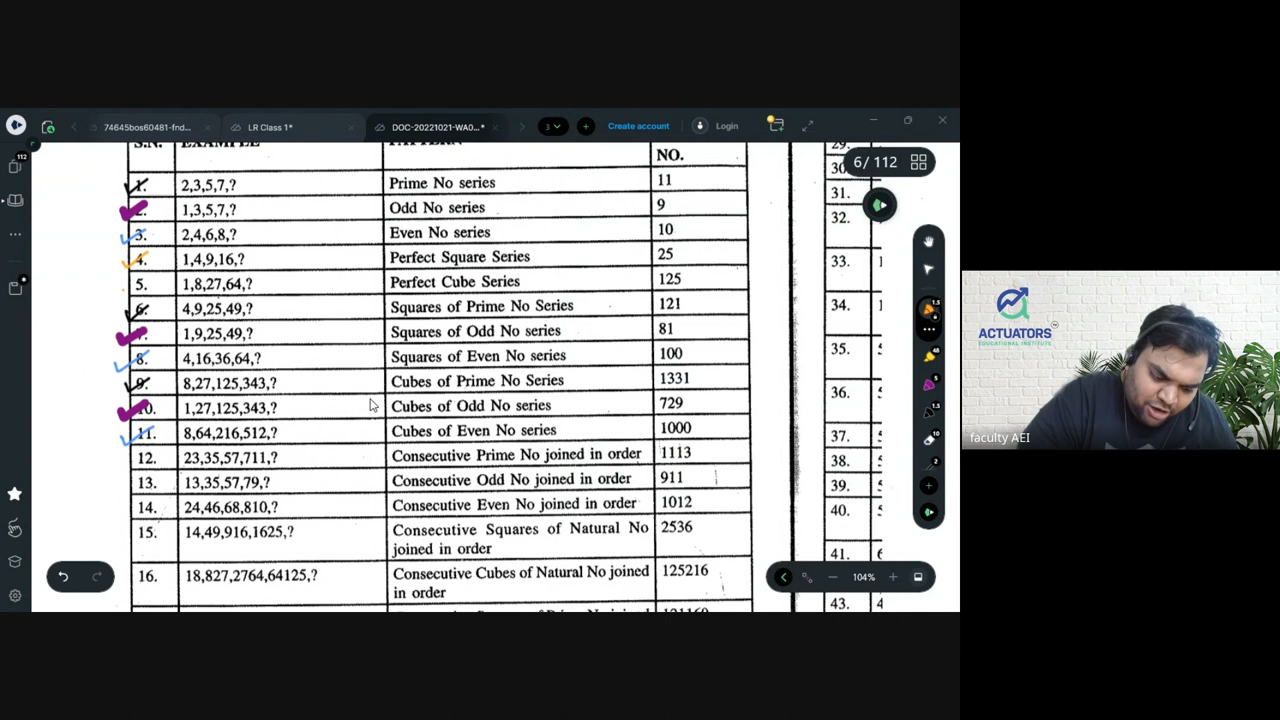 74645bos60481-fnd...
LR Class 1*
DOC-20221021-WA0...*
3
Create account
Login
112
6/112
S.N. EXAMPLE PATTERN NO.
1. 2,3,5,7,? Prime No series 11
2. 1,3,5,7,? Odd No series 9
3. 2,4,6,8,? Even No series 10
4. 1,4,9,16,? Perfect Square Series 25
5. 1,8,27,64,? Perfect Cube Series 125
6. 4,9,25,49,? Squares of Prime No Series 121
7. 1,9,25,49,? Squares of Odd No series 81
8. 4,16,36,64,? Squares of Even No series 100
9. 8,27,125,343,? Cubes of Prime No Series 1331
10. 1,27,125,343,? Cubes of Odd No series 729
11. 8,64,216,512,? Cubes of Even No series 1000
12. 23,35,57,711,? Consecutive Prime No joined in order 1113
13. 13,35,57,79,? Consecutive Odd No joined in order 911
14. 24,46,68,810,? Consecutive Even No joined in order 1012
15. 14,49,916,1625,? Consecutive Squares of Natural No 2536
joined in order
16. 18,827,2764,64125,? Consecutive Cubes of Natural No joined 125216
in order
29.
30.
31.
32.
33.
34.
35.
36.
37.
38.
39.
40.
41.
43.
104%
ACTUATORS
EDUCATIONAL INSTITUTE
faculty AEI